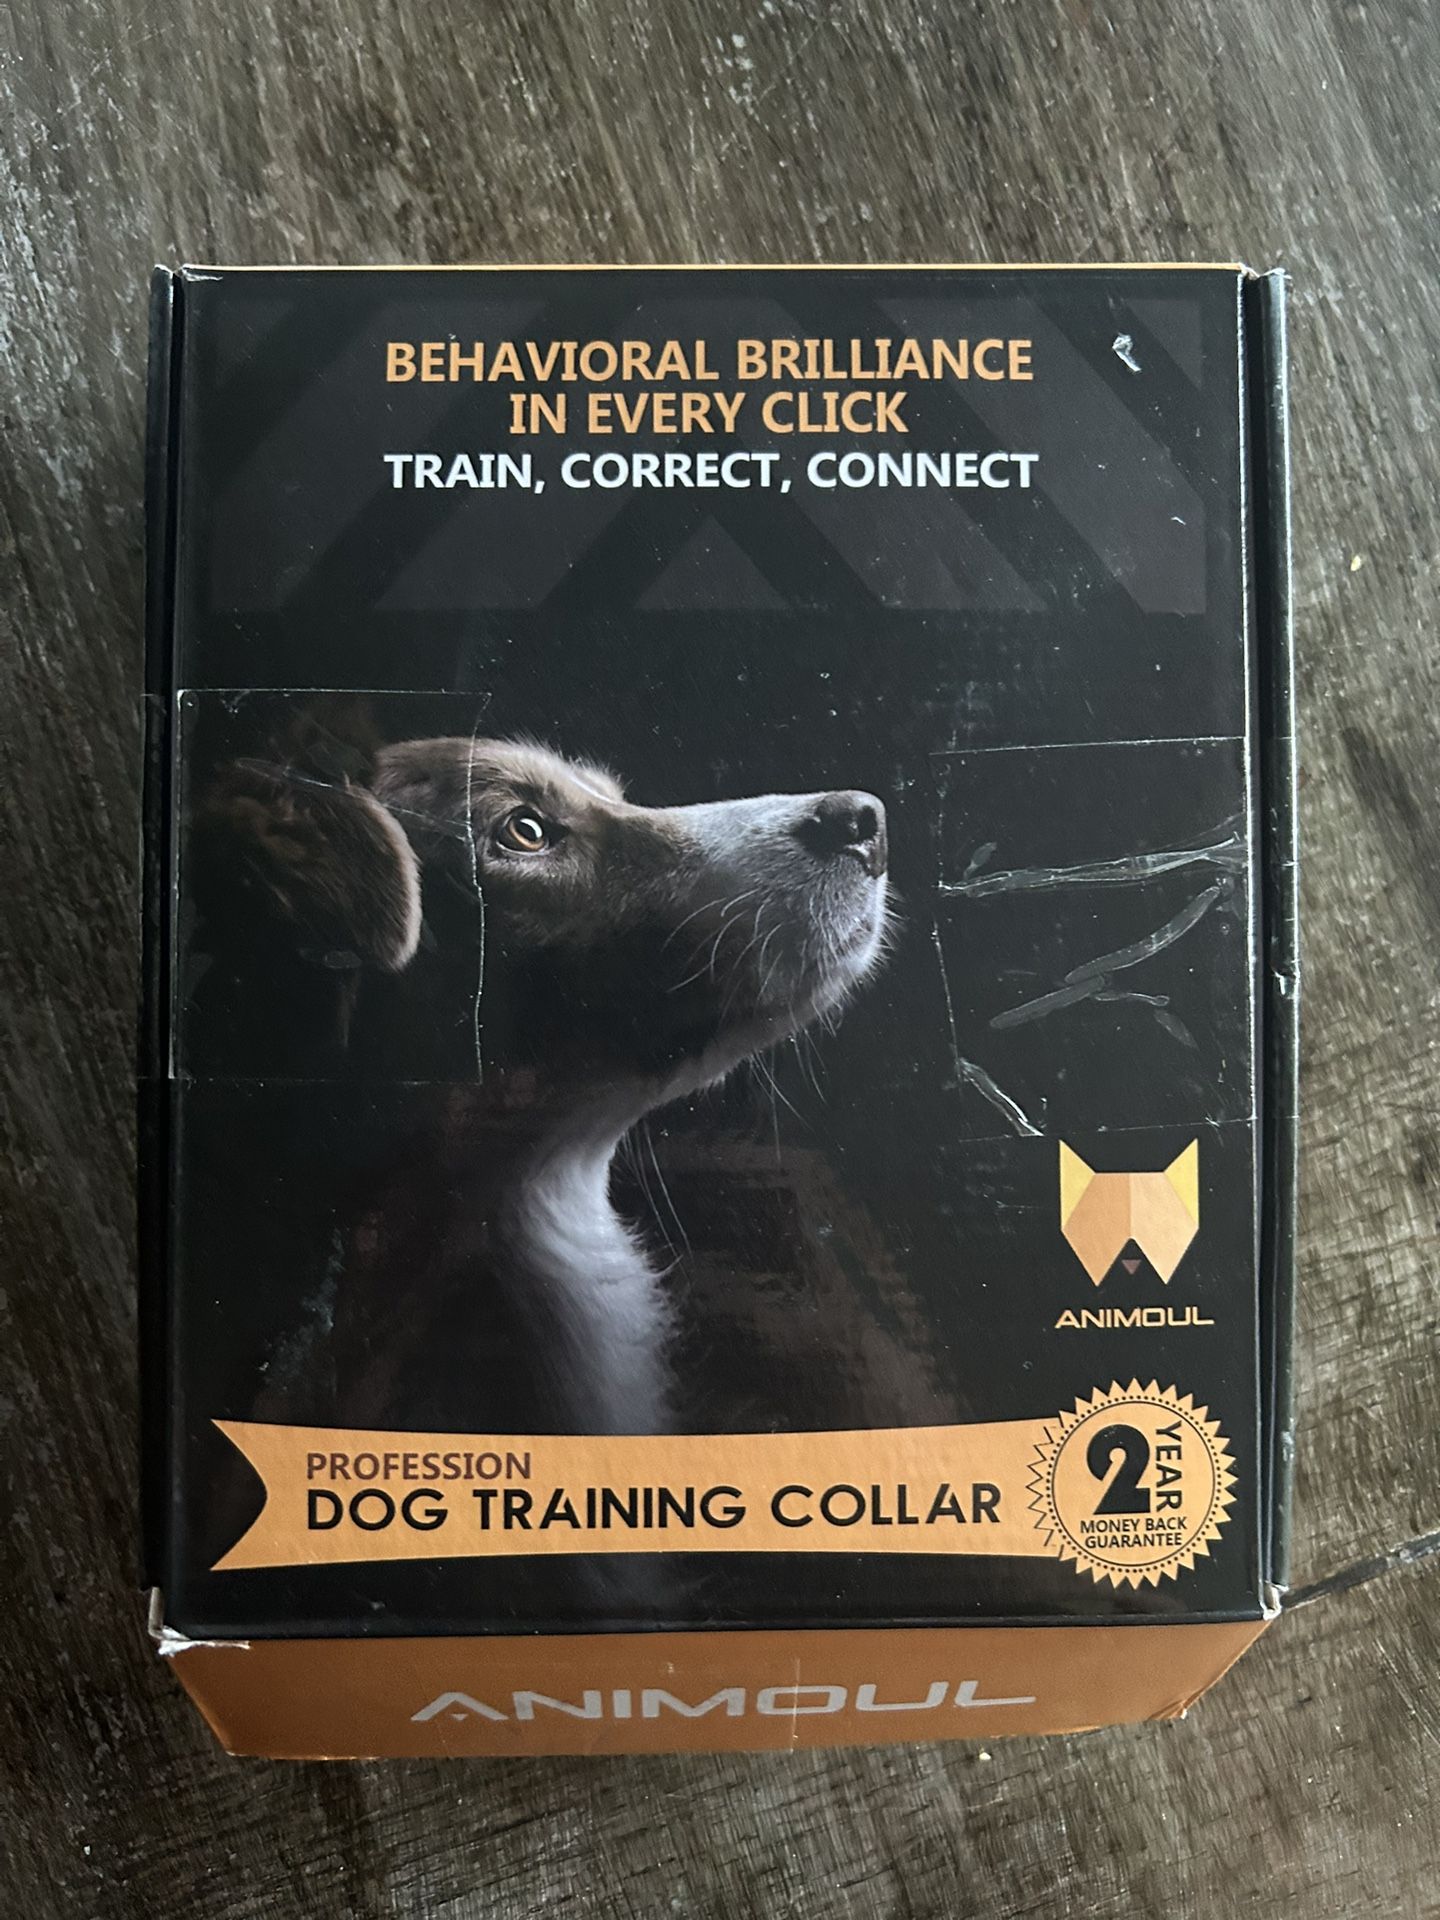 BEHAVIORAL BRILLIANCE
IN EVERY CLICK
TRAIN, CORRECT, CONNECT
ANIMOUL
PROFESSION
DOG TRAINING COLLAR
2 YEAR
MONEY BACK
GUARANTEE
ANIMOUL